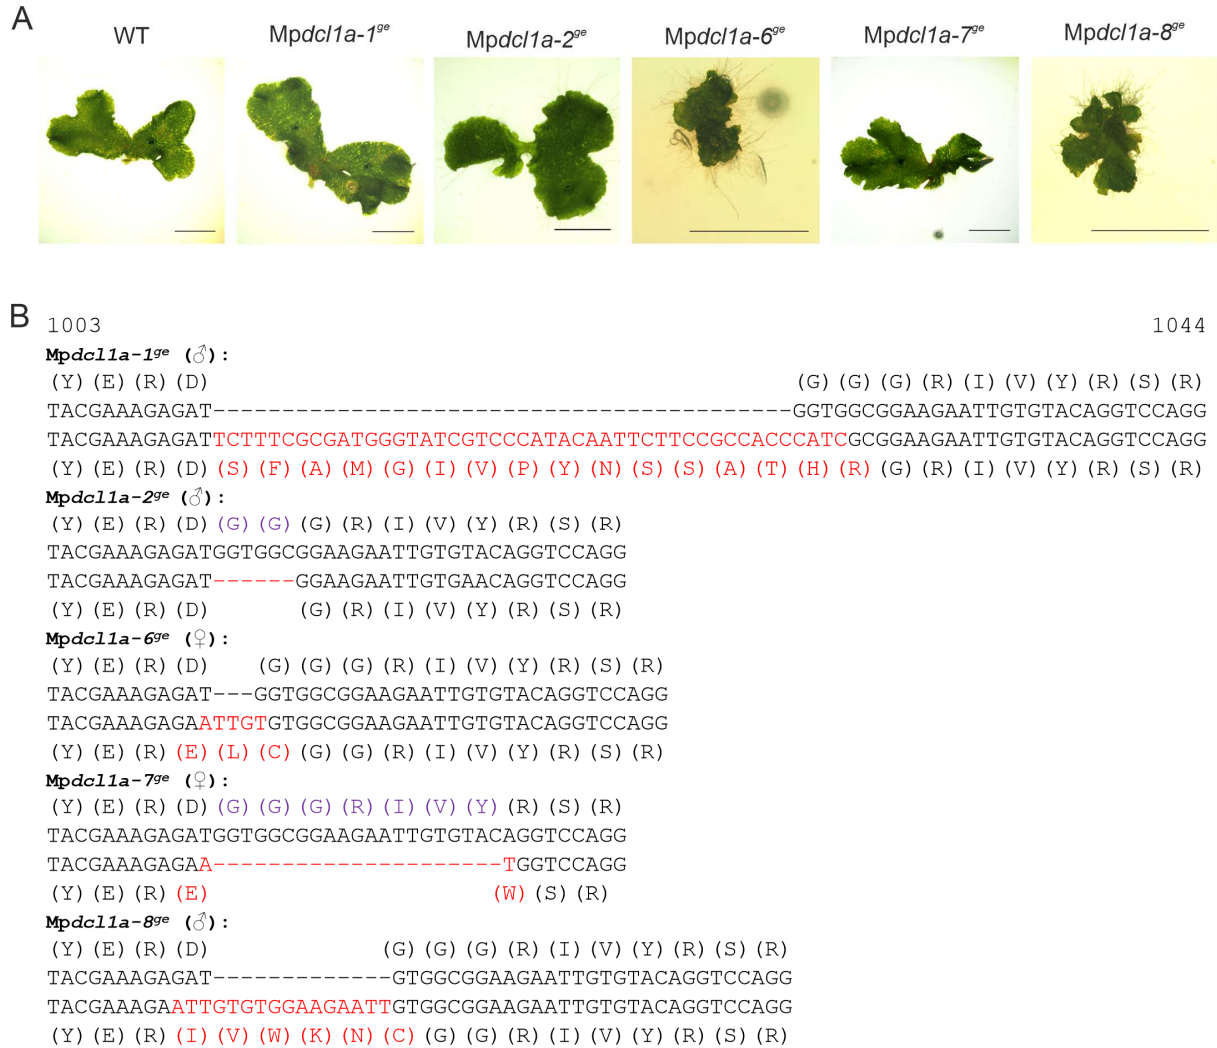 A
WT
Mpdcl1a-1ge
Mpdcl1a-2ge
Mpdcl1a-6ge
Mpdcl1a-7ge
Mpdcl1a-8ge
B
1003 1044
Mpdcl1a-1ge (♂):
(Y)(E)(R)(D) (G)(G)(G)(R)(I)(V)(Y)(R)(S)(R)
TACGAAAGAGAT------------------------------------------GGTGGCGGAAGAATTGTGTACAGGTCCAGG
TACGAAAGAGATTCTTTCGCGATGGGTATCGTCCCATACAATTCTTCCGCCACCCATCGCGGAAGAATTGTGTACAGGTCCAGG
(Y)(E)(R)(D)(S)(F)(A)(M)(G)(I)(V)(P)(Y)(N)(S)(S)(A)(T)(H)(R)(G)(R)(I)(V)(Y)(R)(S)(R)
Mpdcl1a-2ge (♂):
(Y)(E)(R)(D)(G)(G)(G)(R)(I)(V)(Y)(R)(S)(R)
TACGAAAGAGATGGTGGCGGAAGAATTGTGTACAGGTCCAGG
TACGAAAGAGAT------GGAAGAATTGTGAACAGGTCCAGG
(Y)(E)(R)(D) (G)(R)(I)(V)(Y)(R)(S)(R)
Mpdcl1a-6ge (♀):
(Y)(E)(R)(D) (G)(G)(G)(R)(I)(V)(Y)(R)(S)(R)
TACGAAAGAGAT---GGTGGCGGAAGAATTGTGTACAGGTCCAGG
TACGAAAGAGAATTGTGTGGCGGAAGAATTGTGTACAGGTCCAGG
(Y)(E)(R)(E)(L)(C)(G)(G)(R)(I)(V)(Y)(R)(S)(R)
Mpdcl1a-7ge (♀):
(Y)(E)(R)(D)(G)(G)(G)(R)(I)(V)(Y)(R)(S)(R)
TACGAAAGAGATGGTGGCGGAAGAATTGTGTACAGGTCCAGG
TACGAAAGAGAA---------------------TGGTCCAGG
(Y)(E)(R)(E) (W)(S)(R)
Mpdcl1a-8ge (♂):
(Y)(E)(R)(D) (G)(G)(G)(R)(I)(V)(Y)(R)(S)(R)
TACGAAAGAGAT-------------GTGGCGGAAGAATTGTGTACAGGTCCAGG
TACGAAAGAATTGTGTGGAAGAATTGTGGCGGAAGAATTGTGTACAGGTCCAGG
(Y)(E)(R)(I)(V)(W)(K)(N)(C)(G)(G)(R)(I)(V)(Y)(R)(S)(R)